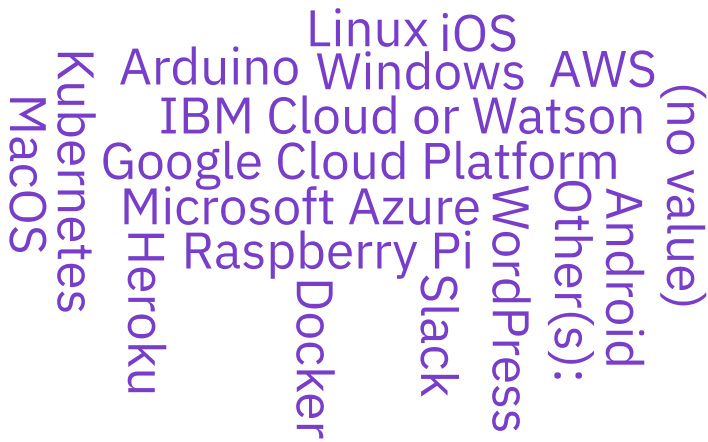 Linux
iOS
Arduino
Windows
AWS
Kubernetes
MacOS
IBM Cloud or Watson
(no value)
Google Cloud Platform
Microsoft Azure
WordPress
Other(s):
Android
Heroku
Raspberry Pi
Docker
Slack